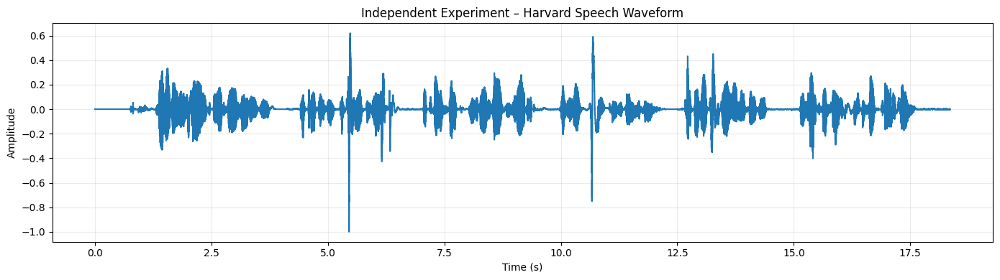 Independent Experiment – Harvard Speech Waveform
Amplitude
0.6
0.4
0.2
0.0
−0.2
−0.4
−0.6
−0.8
−1.0
0.0 2.5 5.0 7.5 10.0 12.5 15.0 17.5
Time (s)